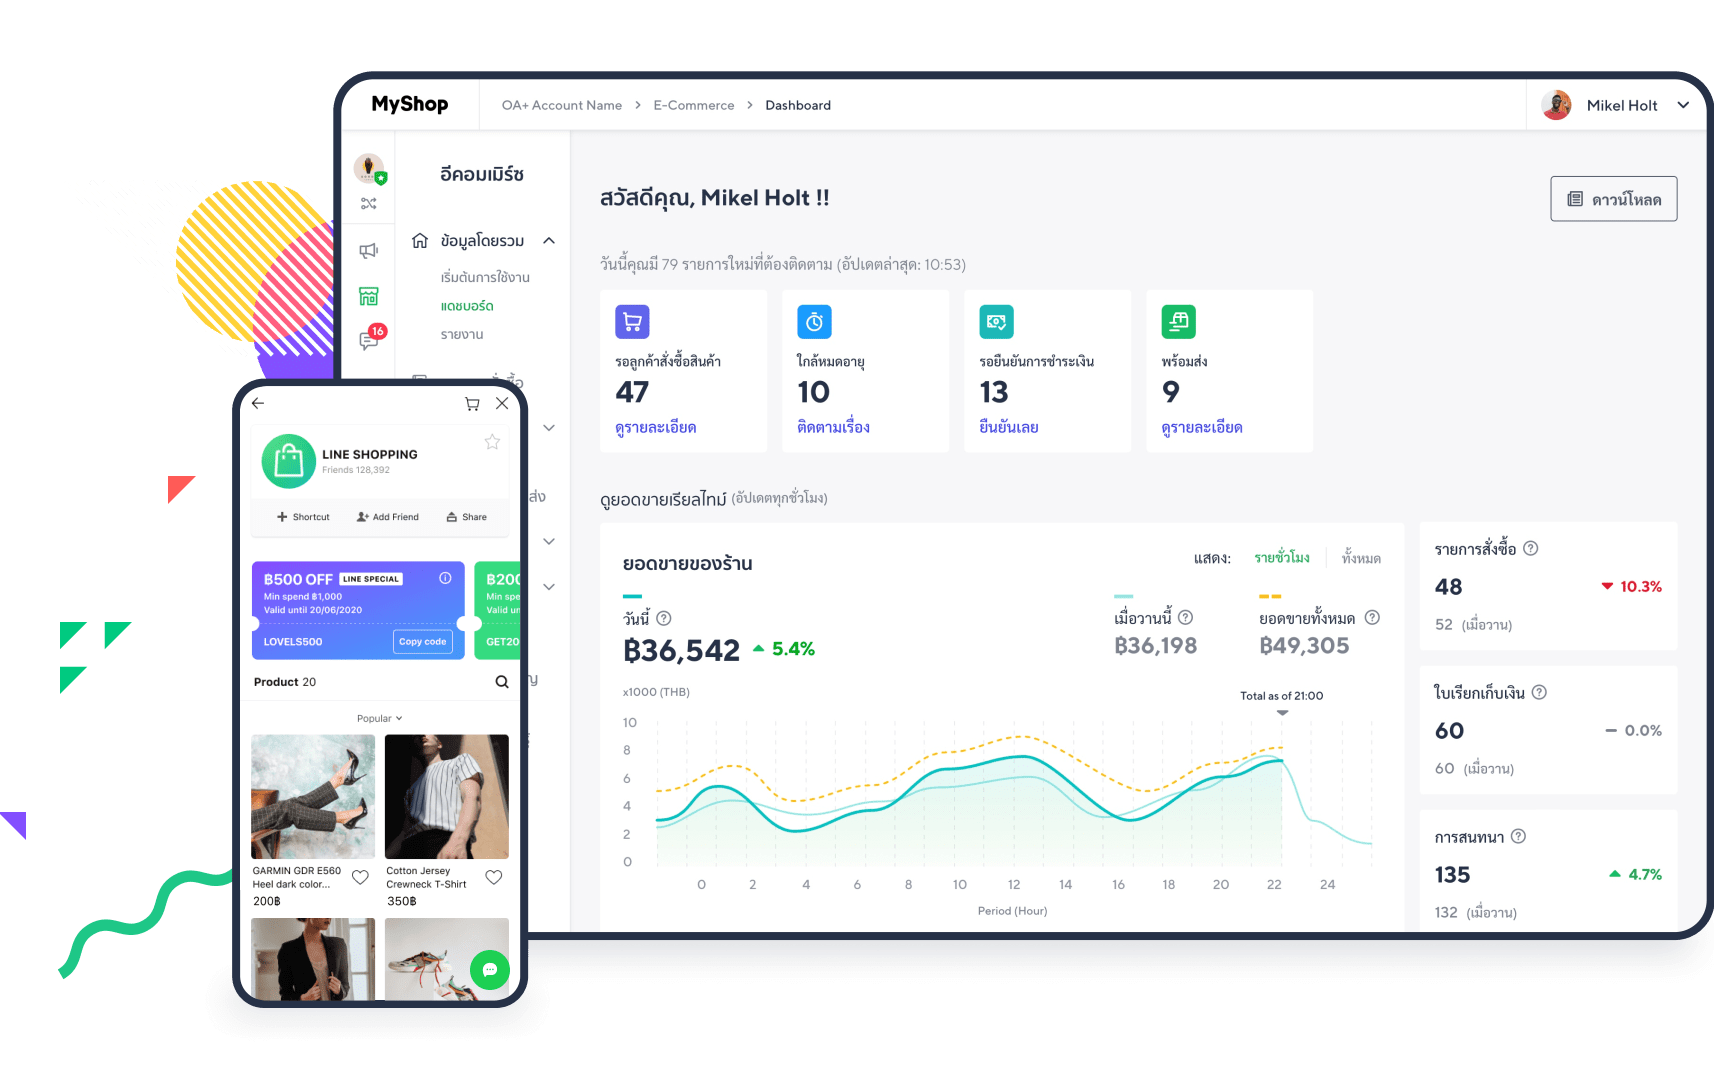 MyShop
OA+ Account Name > E-Commerce > Dashboard
Mikel Holt
อีคอมเมิร์ซ
ข้อมูลโดยรวม
เริ่มต้นการใช้งาน
แดชบอร์ด
รายงาน
16
สวัสดีคุณ, Mikel Holt !!
ดาวน์โหลด
วันนี้คุณมี 79 รายการใหม่ที่ต้องติดตาม (อัปเดตล่าสุด: 10:53)
รอลูกค้าสั่งซื้อสินค้า
47
ดูรายละเอียด
ใกล้หมดอายุ
10
ติดตามเรื่อง
รอยืนยันการชำระเงิน
13
ยืนยันเลย
พร้อมส่ง
9
ดูรายละเอียด
ดูยอดขายเรียลไทม์ (อัปเดตทุกชั่วโมง)
ยอดขายของร้าน
แสดง: รายชั่วโมง ทั้งหมด
วันนี้
฿36,542 5.4%
เมื่อวานนี้
฿36,198
ยอดขายทั้งหมด
฿49,305
x1000 (THB)
Total as of 21:00
10
8
6
4
2
0
0 2 4 6 8 10 12 14 16 18 20 22 24
Period (Hour)
รายการสั่งซื้อ
48 10.3%
52 (เมื่อวาน)
ใบเรียกเก็บเงิน
60 0.0%
60 (เมื่อวาน)
การสนทนา
135 4.7%
132 (เมื่อวาน)
LINE SHOPPING
Friends 128,392
Shortcut Add Friend Share
฿500 OFF LINE SPECIAL
Min spend ฿1,000
Valid until 20/06/2020
LOVELS500 Copy code
฿200
Min spe
Valid un
GET20
Product 20
Popular
GARMIN GDR E560
Heel dark color...
200฿
Cotton Jersey
Crewneck T-Shirt
350฿